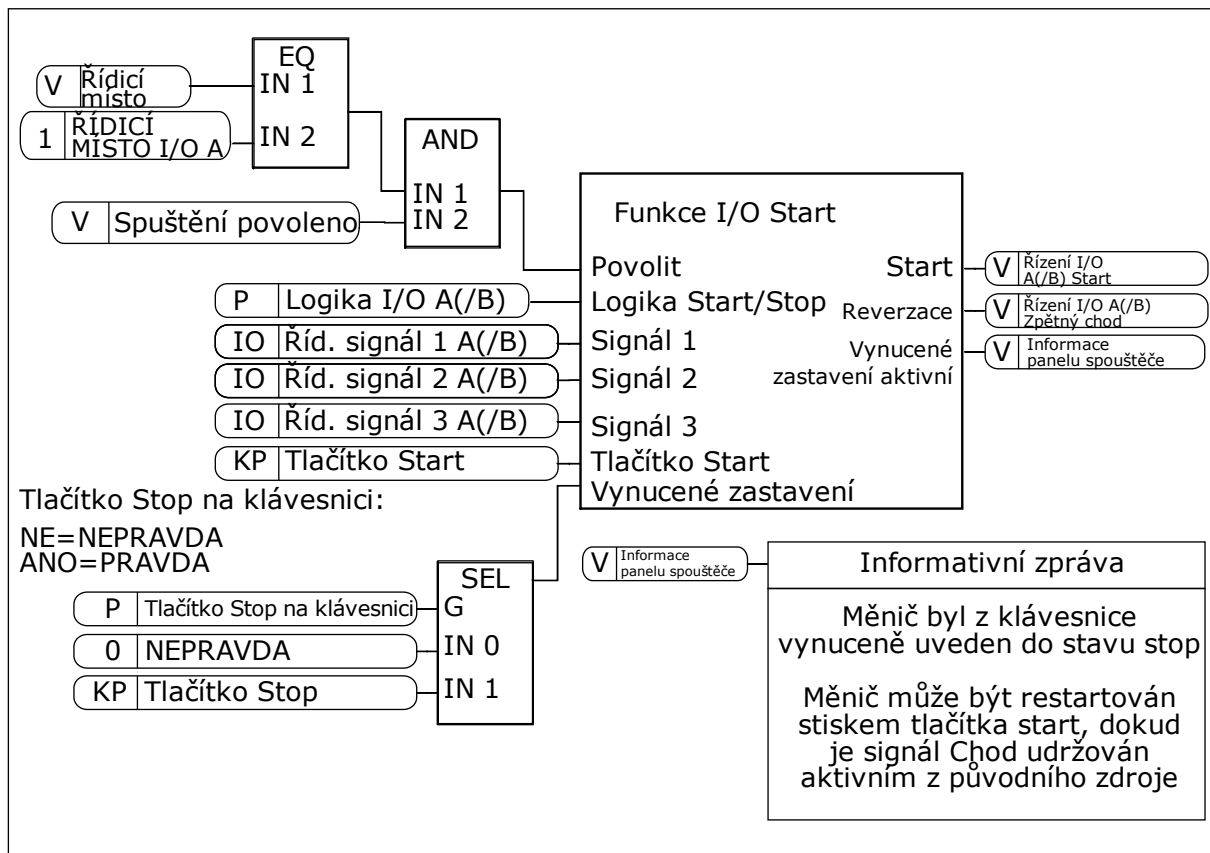 EQ
V Řídicí
místo
IN 1
1 ŘÍDICÍ
MÍSTO I/O A
IN 2
AND
IN 1
V Spuštění povoleno
IN 2
Funkce I/O Start
Povolit
Start
V Řízení I/O
A(/B) Start
P Logika I/O A(/B)
Logika Start/Stop
Reverzace
V Řízení I/O A(/B)
Zpětný chod
IO Říd. signál 1 A(/B)
Signál 1
Vynucené
zastavení aktivní
V Informace
panelu spouštěče
IO Říd. signál 2 A(/B)
Signál 2
IO Říd. signál 3 A(/B)
Signál 3
KP Tlačítko Start
Tlačítko Start
Vynucené zastavení
Tlačítko Stop na klávesnici:
NE=NEPRAVDA
ANO=PRAVDA
SEL
P Tlačítko Stop na klávesnici
G
0 NEPRAVDA
IN 0
KP Tlačítko Stop
IN 1
V Informace
panelu spouštěče
Informativní zpráva
Měnič byl z klávesnice
vynuceně uveden do stavu stop
Měnič může být restartován
stiskem tlačítka start, dokud
je signál Chod udržován
aktivním z původního zdroje